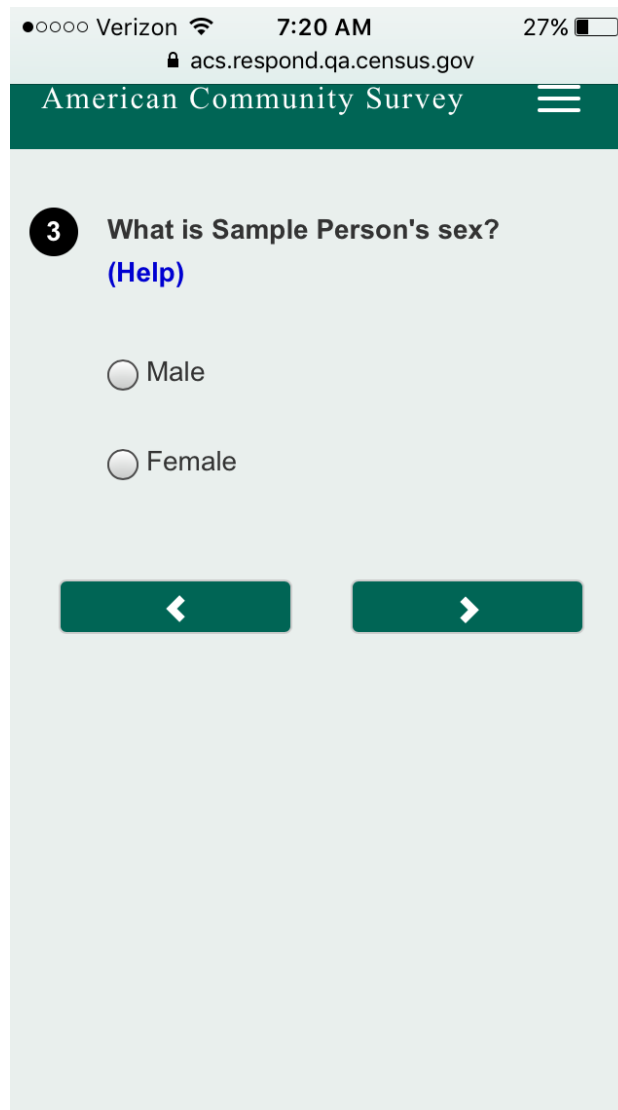 Verizon 7:20 AM 27%
acs.respond.qa.census.gov
American Community Survey
3 What is Sample Person's sex?
(Help)
Male
Female